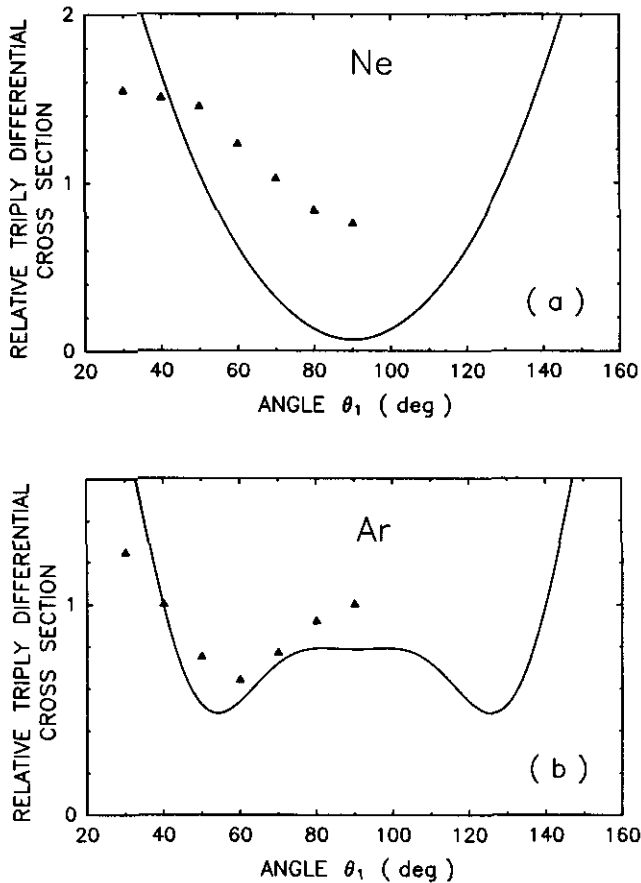 RELATIVE TRIPLY DIFFERENTIAL
CROSS SECTION
2
1
0
Ne
( a )
20 40 60 80 100 120 140 160
ANGLE θ₁ ( deg )
RELATIVE TRIPLY DIFFERENTIAL
CROSS SECTION
1
0
Ar
( b )
20 40 60 80 100 120 140 160
ANGLE θ₁ ( deg )